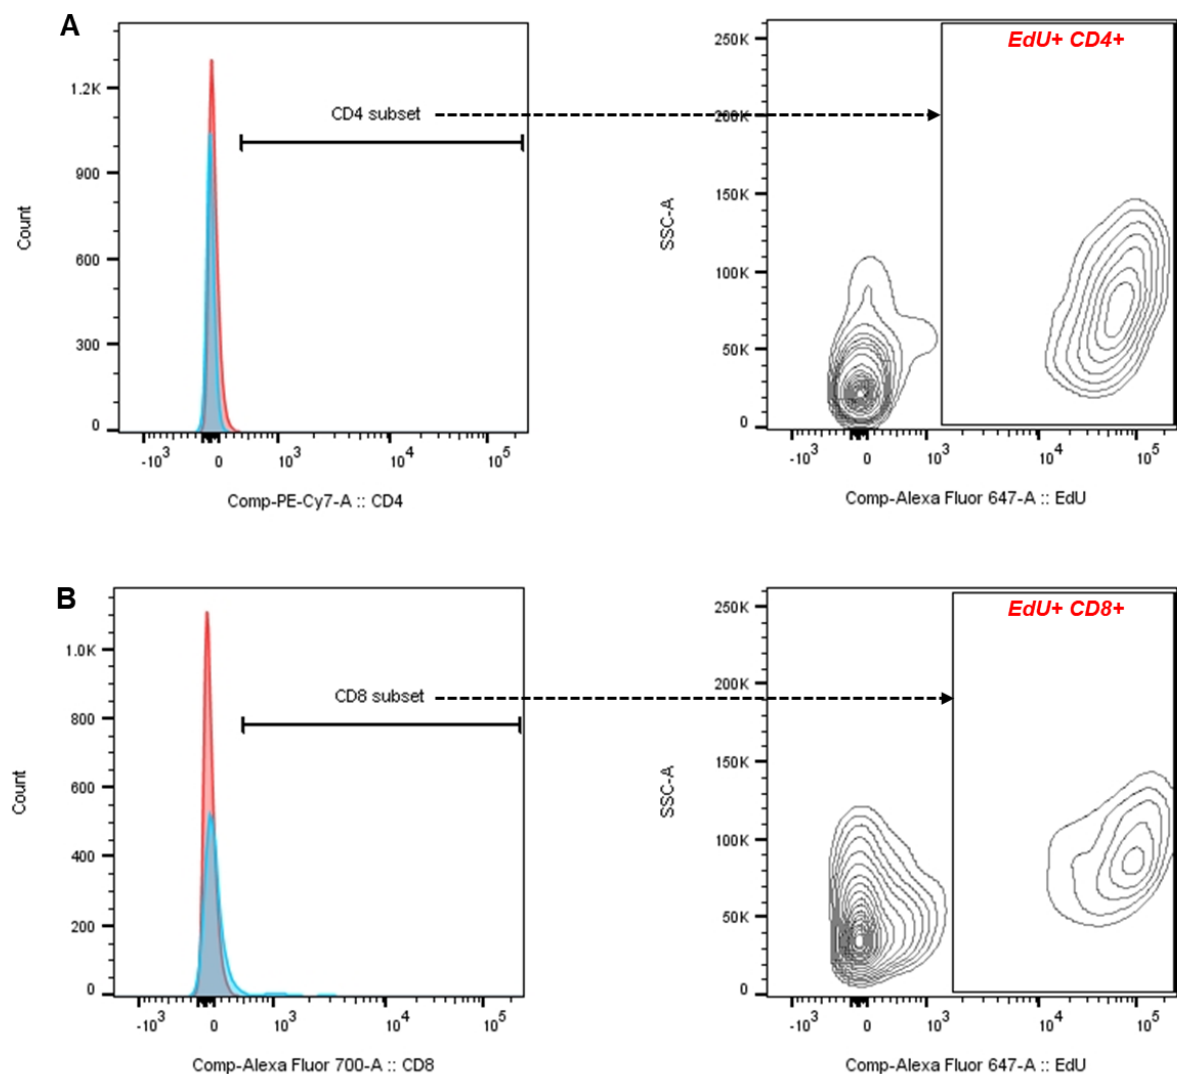 A
1.2K
900
600
300
0
Count
CD4 subset
-10³ 0 10³ 10⁴ 10⁵
Comp-PE-Cy7-A :: CD4
EdU+ CD4+
250K
200K
150K
100K
50K
0
SSC-A
-10³ 0 10³ 10⁴ 10⁵
Comp-Alexa Fluor 647-A :: EdU
B
1.0K
800
600
400
200
0
Count
CD8 subset
-10³ 0 10³ 10⁴ 10⁵
Comp-Alexa Fluor 700-A :: CD8
EdU+ CD8+
250K
200K
150K
100K
50K
0
SSC-A
-10³ 0 10³ 10⁴ 10⁵
Comp-Alexa Fluor 647-A :: EdU